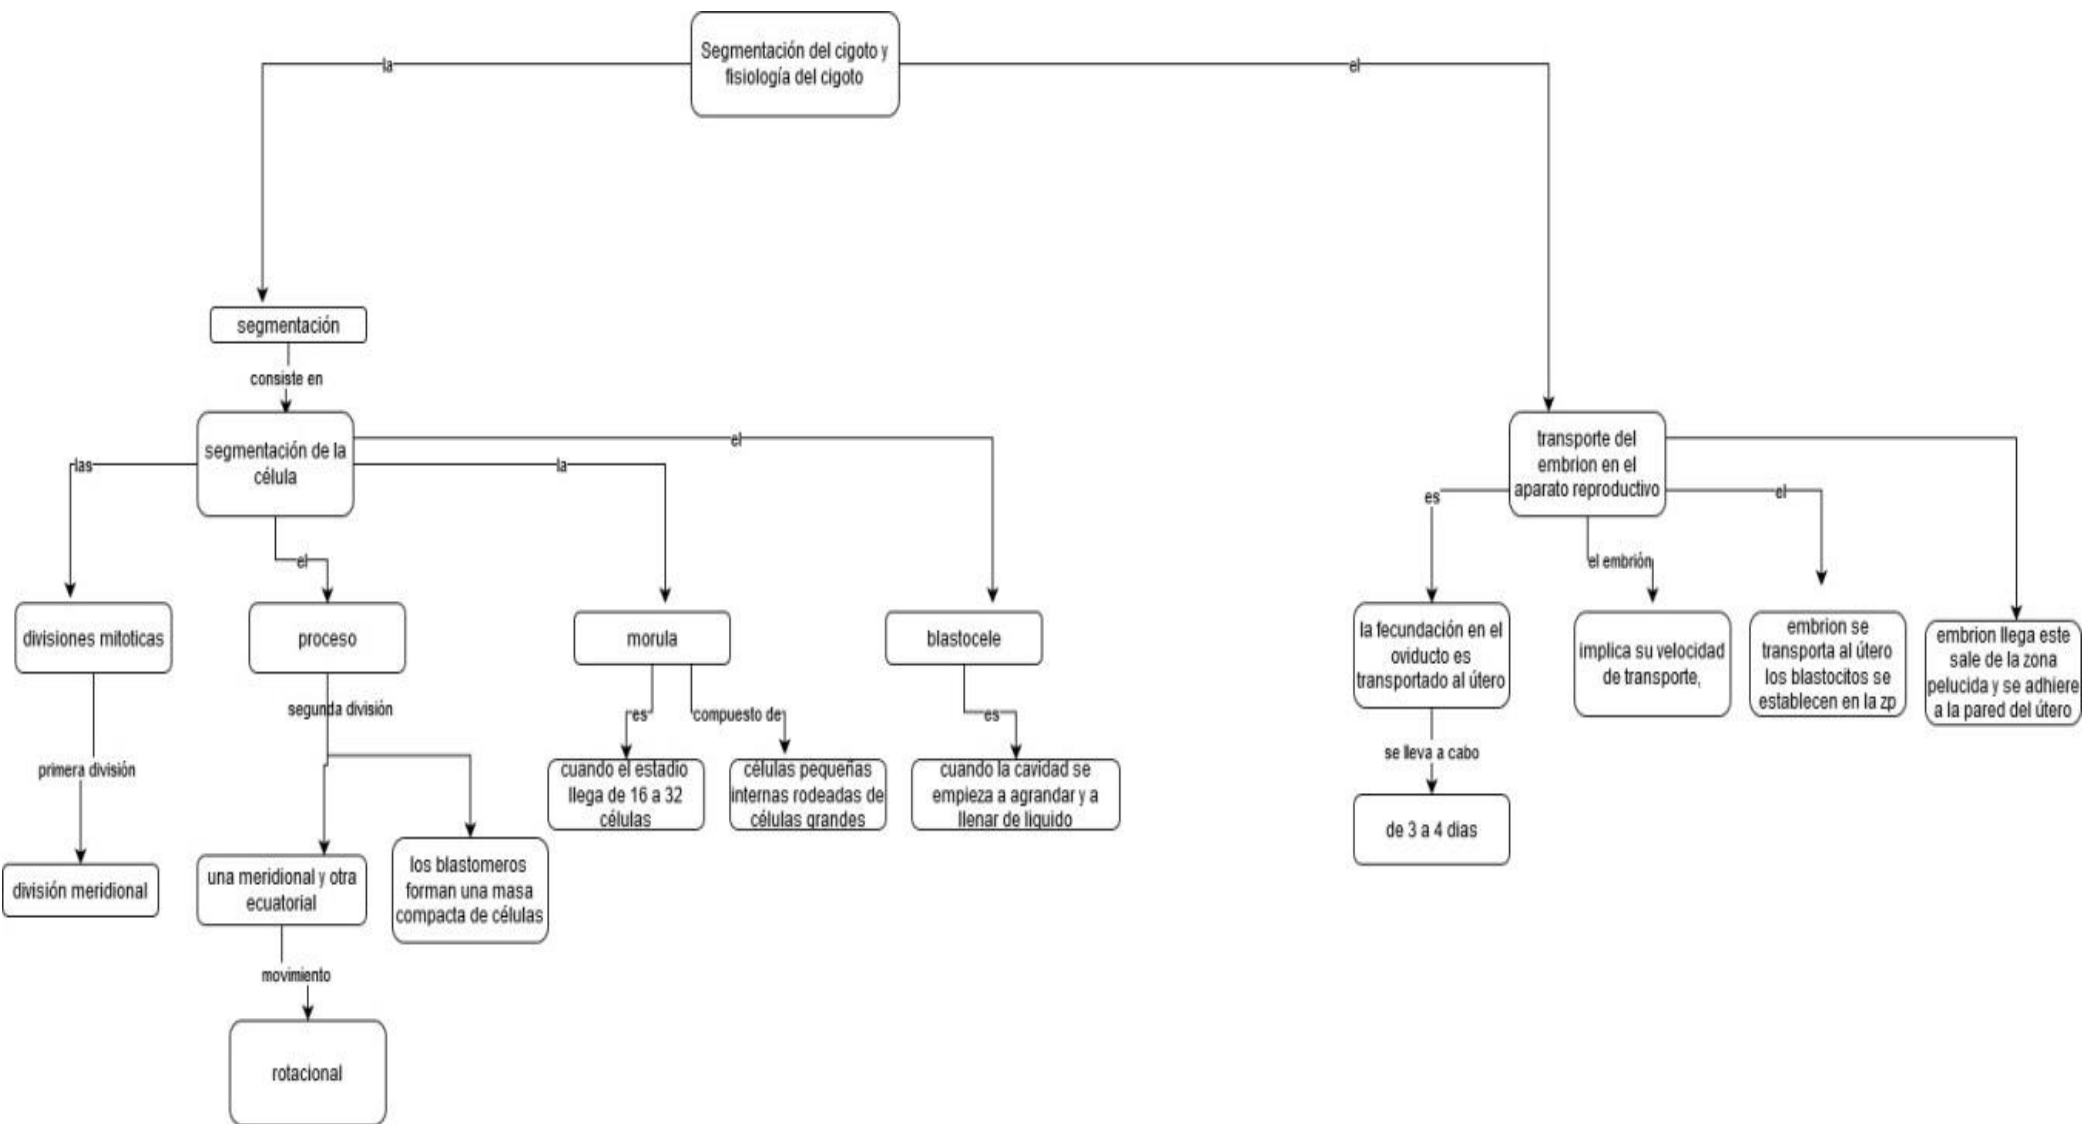 Segmentación del cigoto y
fisiología del cigoto
la
el
segmentación
consiste en
segmentación de la
célula
las
el
la
el
divisiones mitoticas
proceso
morula
blastocele
primera división
segunda división
es
compuesto de
es
división meridional
una meridional y otra
ecuatorial
los blastomeros
forman una masa
compacta de células
cuando el estadio
llega de 16 a 32
células
células pequeñas
internas rodeadas de
células grandes
cuando la cavidad se
empieza a agrandar y a
llenar de liquido
movimiento
rotacional
transporte del
embrion en el
aparato reproductivo
es
el embrión
el
la fecundación en el
oviducto es
transportado al útero
implica su velocidad
de transporte,
embrion se
transporta al útero
los blastocitos se
establecen en la zp
embrion llega este
sale de la zona
pelucida y se adhiere
a la pared del útero
se lleva a cabo
de 3 a 4 dias